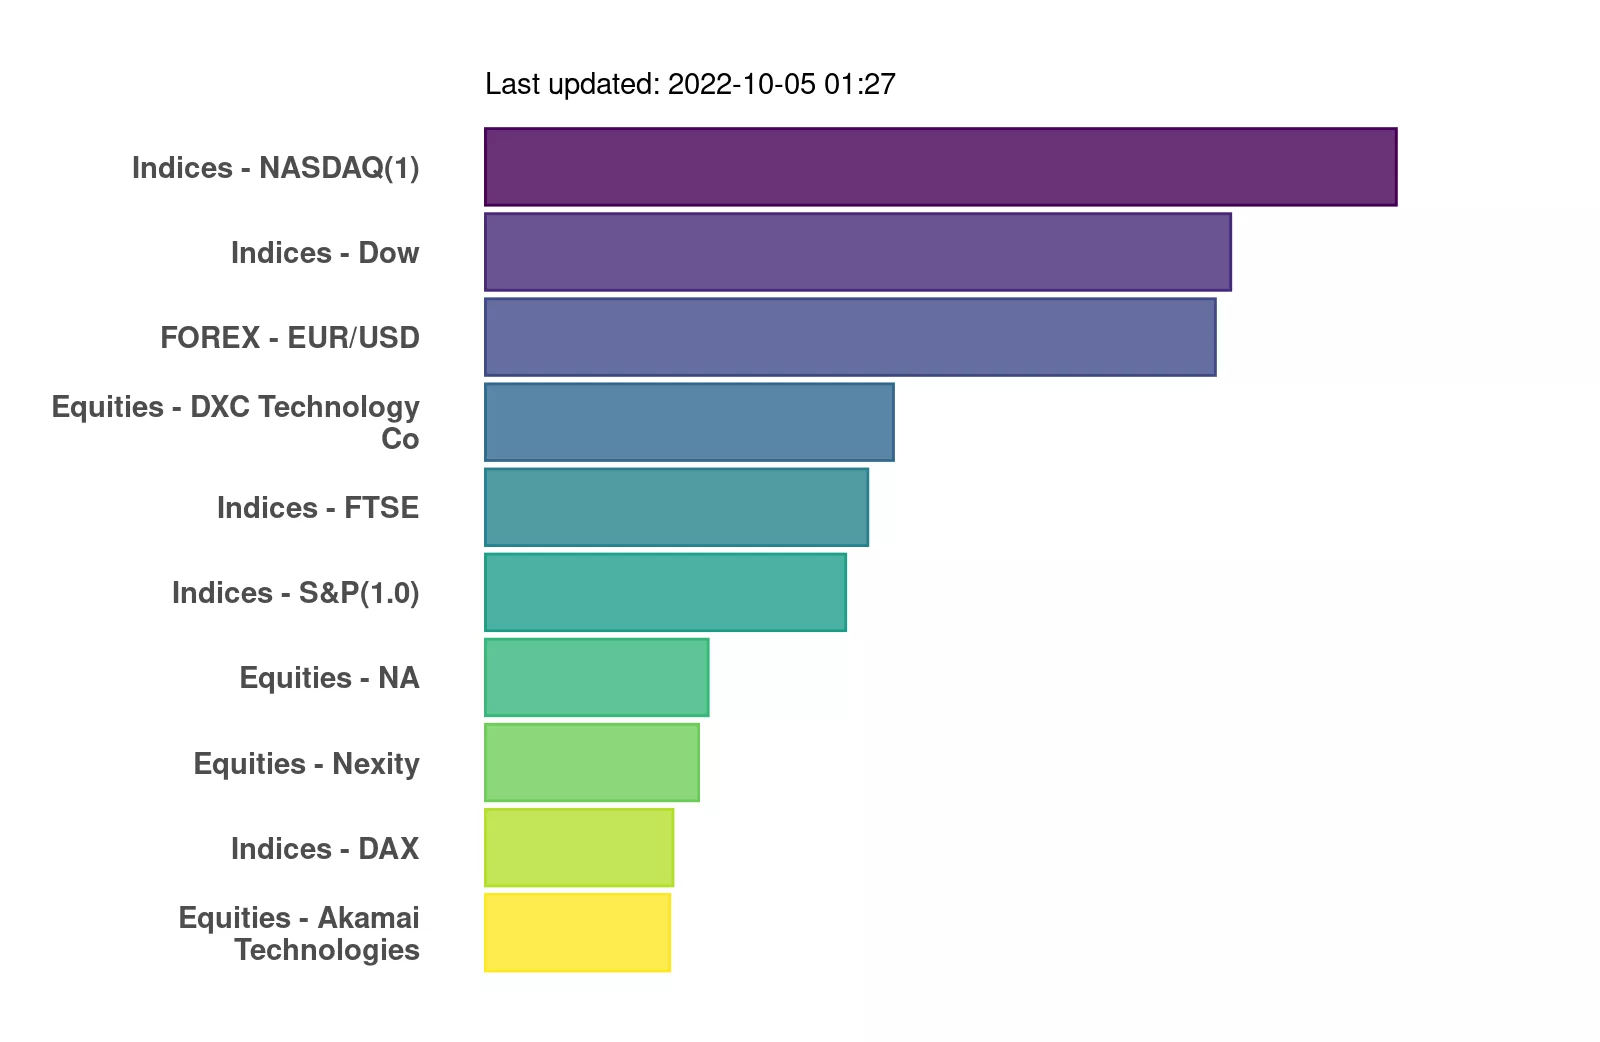 Last updated: 2022-10-05 01:27
Indices - NASDAQ(1)
Indices - Dow
FOREX - EUR/USD
Equities - DXC Technology
Co
Indices - FTSE
Indices - S&P(1.0)
Equities - NA
Equities - Nexity
Indices - DAX
Equities - Akamai
Technologies